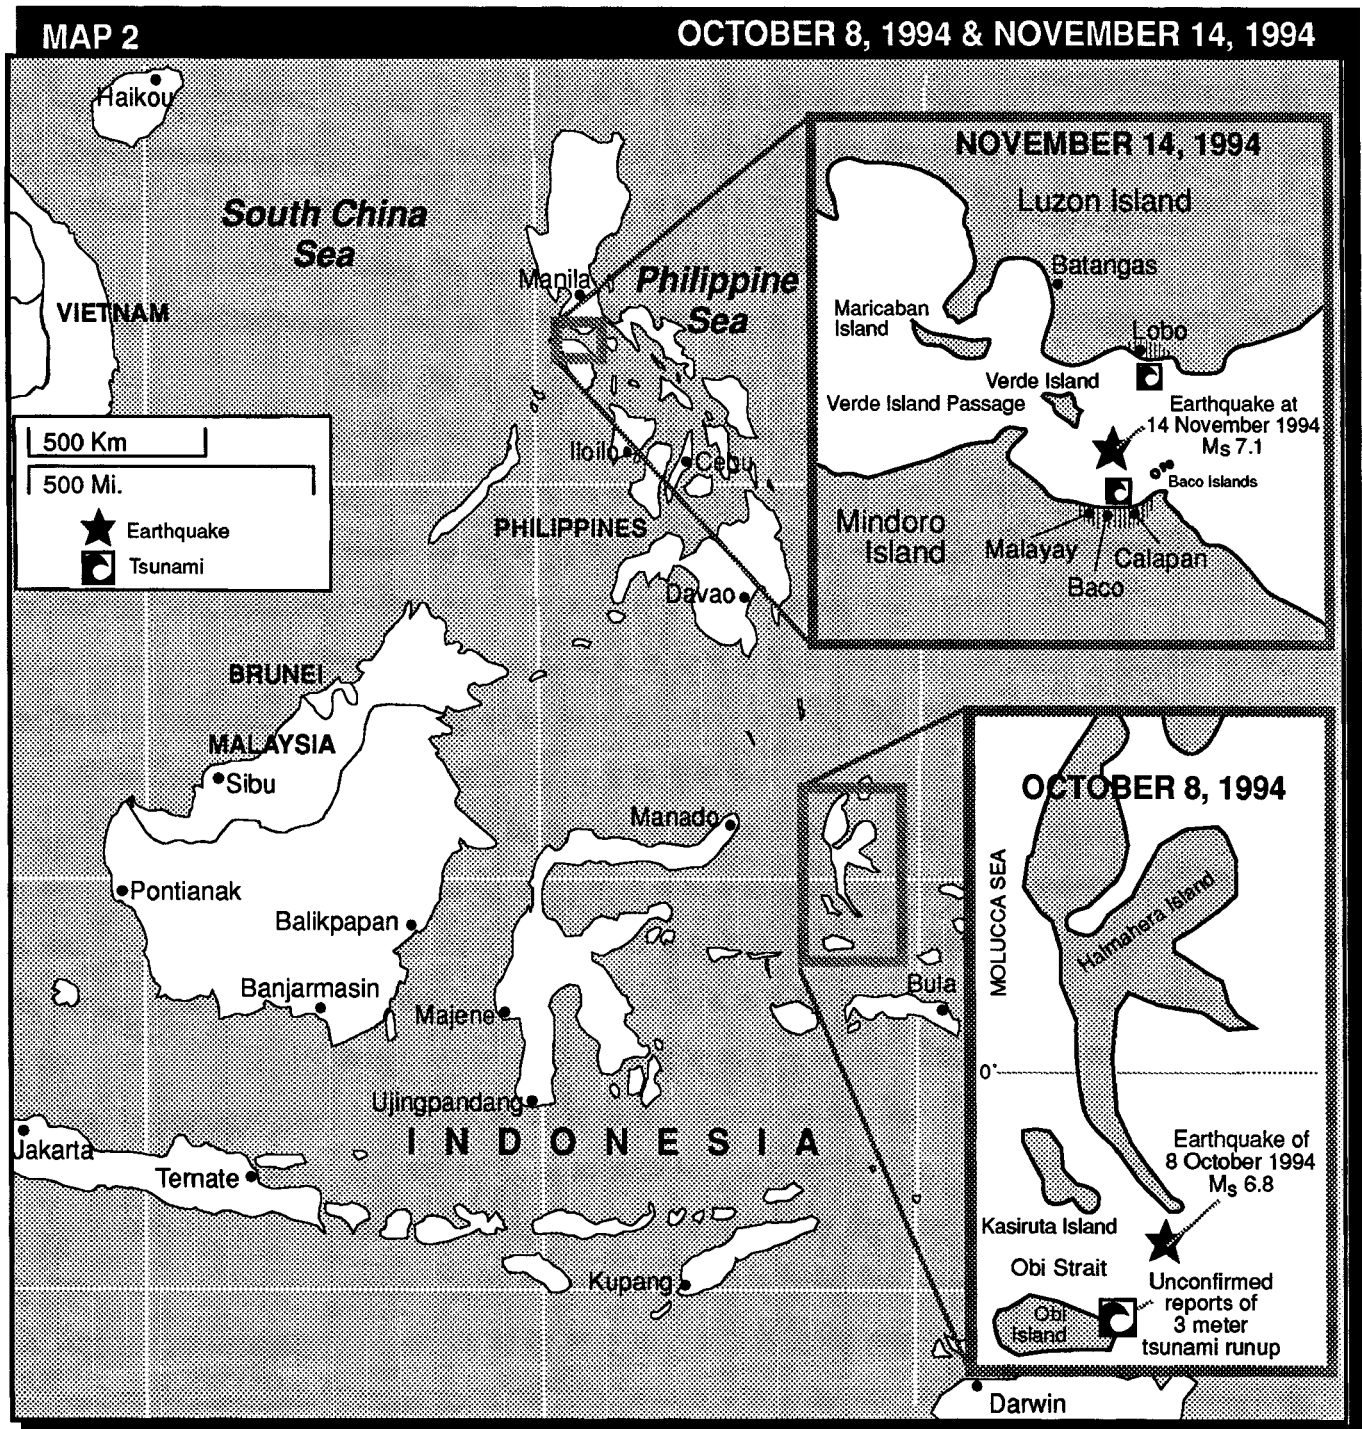 MAP 2
OCTOBER 8, 1994 & NOVEMBER 14, 1994
Haikou
South China
Sea
VIETNAM
Manila
Philippine
Sea
500 Km
500 Mi.
Earthquake
Tsunami
Iloilo
Cebu
PHILIPPINES
Davao
BRUNEI
MALAYSIA
Sibu
Manado
Pontianak
Balikpapan
Banjarmasin
Majene
Bula
Ujingpandang
INDONESIA
Jakarta
Ternate
Kupang
Darwin
NOVEMBER 14, 1994
Luzon Island
Batangas
Maricaban
Island
Lobo
Verde Island
Verde Island Passage
Earthquake at
14 November 1994
Ms 7.1
Baco Islands
Mindoro
Island
Malayay
Calapan
Baco
OCTOBER 8, 1994
MOLUCCA SEA
Halmahera Island
0°
Earthquake of
8 October 1994
Ms 6.8
Kasiruta Island
Obi Strait
Obi
Island
Unconfirmed
reports of
3 meter
tsunami runup